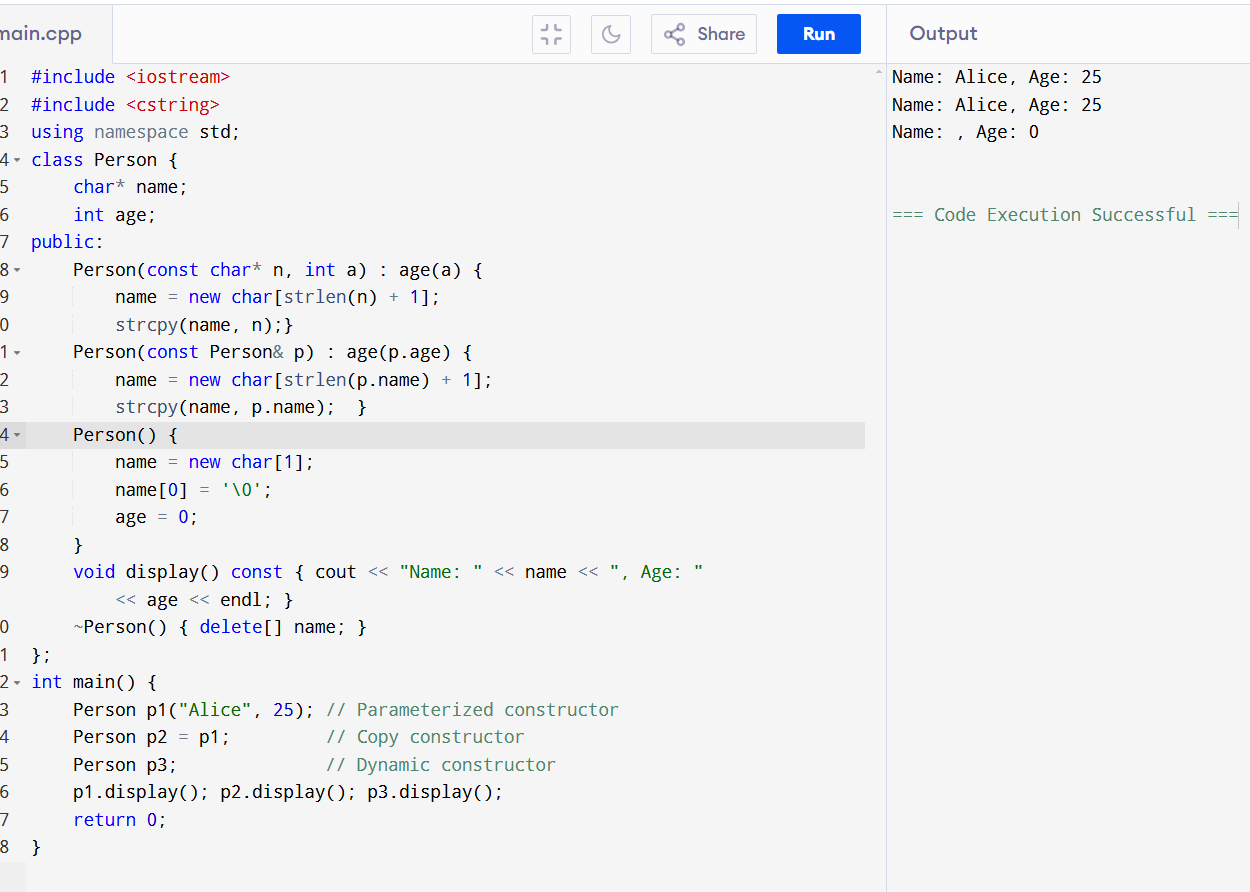 main.cpp
Share
Run
Output
1 #include <iostream>
2 #include <cstring>
3 using namespace std;
4 class Person {
5     char* name;
6     int age;
7 public:
8     Person(const char* n, int a) : age(a) {
9         name = new char[strlen(n) + 1];
0         strcpy(name, n);}
1     Person(const Person& p) : age(p.age) {
2         name = new char[strlen(p.name) + 1];
3         strcpy(name, p.name);  }
4     Person() {
5         name = new char[1];
6         name[0] = '\0';
7         age = 0;
8     }
9     void display() const { cout << "Name: " << name << ", Age: "
        << age << endl; }
0     ~Person() { delete[] name; }
1 };
2 int main() {
3     Person p1("Alice", 25); // Parameterized constructor
4     Person p2 = p1;         // Copy constructor
5     Person p3;              // Dynamic constructor
6     p1.display(); p2.display(); p3.display();
7     return 0;
8 }
Name: Alice, Age: 25
Name: Alice, Age: 25
Name: , Age: 0
=== Code Execution Successful ===